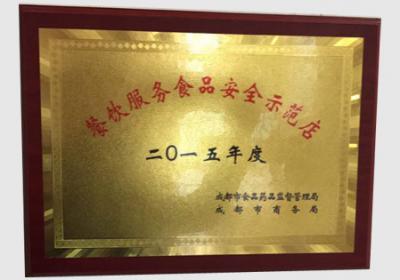 餐饮服务食品安全示范店
二〇一五年度
成都市食品药品监督管理局
成都市商务局